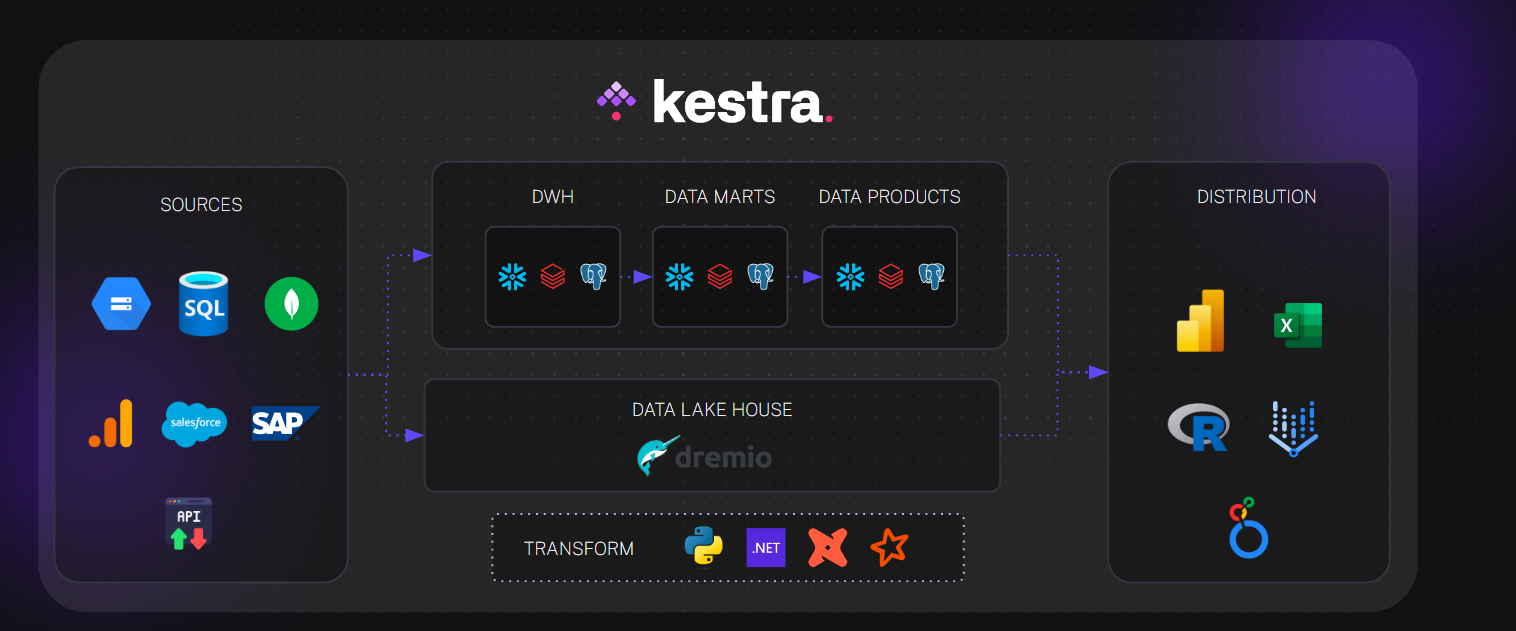 kestra.
SOURCES
SQL
salesforce
SAP
API
DWH
DATA MARTS
DATA PRODUCTS
DATA LAKE HOUSE
dremio
TRANSFORM
.NET
DISTRIBUTION
X
R